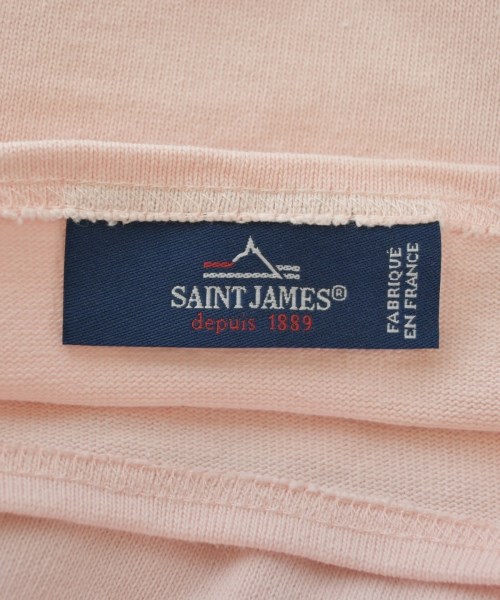 SAINT JAMES®
depuis 1889
FABRIQUÉ
EN FRANCE